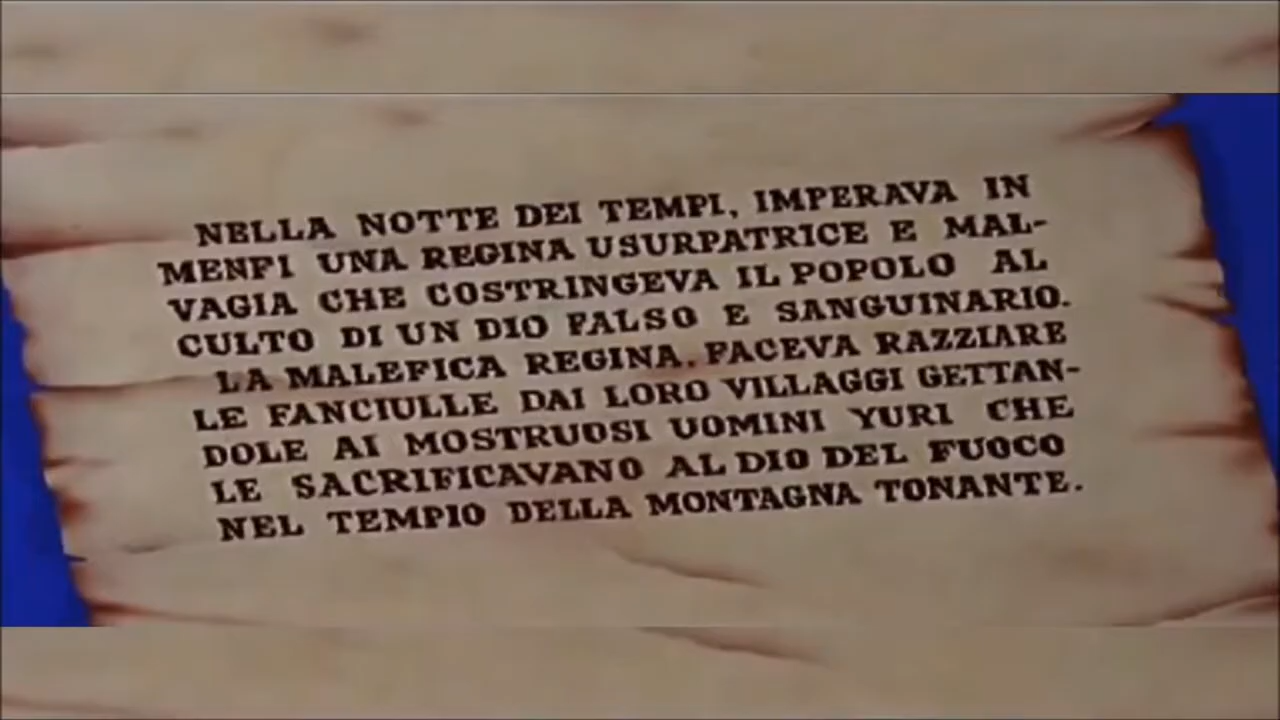 NELLA NOTTE DEI TEMPI, IMPERAVA IN
MENFI UNA REGINA USURPATRICE E MAL-
VAGIA CHE COSTRINGEVA IL POPOLO AL
CULTO DI UN DIO FALSO E SANGUINARIO.
LA MALEFICA REGINA. FACEVA RAZZIARE
LE FANCIULLE DAI LORO VILLAGGI GETTAN-
DOLE AI MOSTRUOSI UOMINI YURI CHE
LE SACRIFICAVANO AL DIO DEL FUOCO
NEL TEMPIO DELLA MONTAGNA TONANTE.